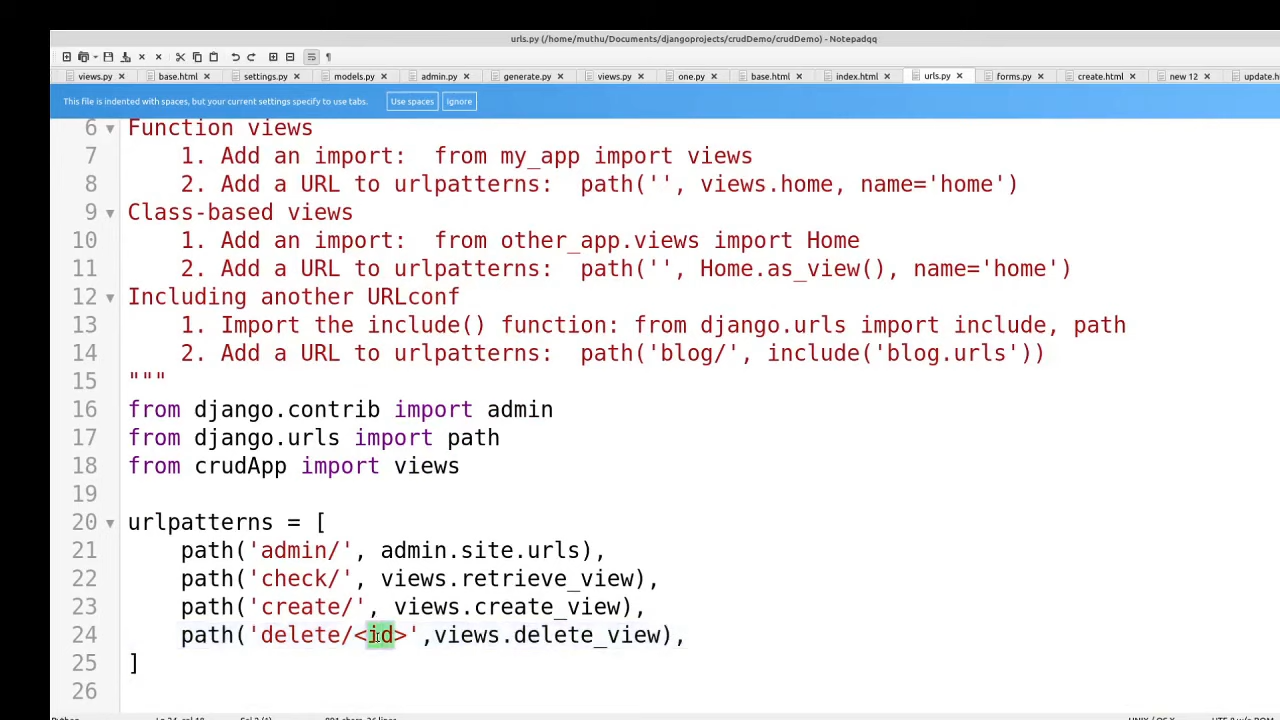 urls.py (/home/muthu/Documents/djangoprojects/crudDemo/crudDemo) - Notepadqq
views.py base.html settings.py models.py admin.py generate.py views.py one.py base.html index.html urls.py forms.py create.html new 12 update.h
This file is indented with spaces, but your current settings specify to use tabs. Use spaces Ignore
6 Function views
7 1. Add an import:  from my_app import views
8 2. Add a URL to urlpatterns:  path('', views.home, name='home')
9 Class-based views
10 1. Add an import:  from other_app.views import Home
11 2. Add a URL to urlpatterns:  path('', Home.as_view(), name='home')
12 Including another URLconf
13 1. Import the include() function: from django.urls import include, path
14 2. Add a URL to urlpatterns:  path('blog/', include('blog.urls'))
15 """
16 from django.contrib import admin
17 from django.urls import path
18 from crudApp import views
19
20 urlpatterns = [
21 path('admin/', admin.site.urls),
22 path('check/', views.retrieve_view),
23 path('create/', views.create_view),
24 path('delete/<id>',views.delete_view),
25 ]
26